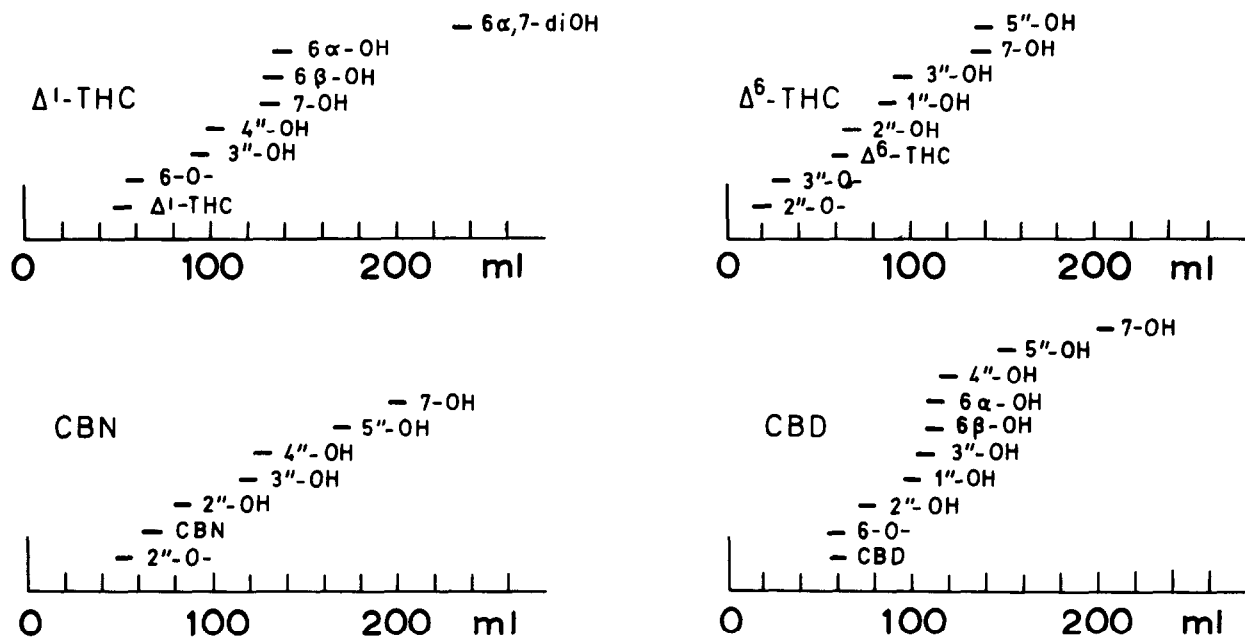 6α,7-diOH
6α-OH
6β-OH
Δ¹-THC
7-OH
4″-OH
3″-OH
6-O-
Δ¹-THC
0 100 200 ml
5″-OH
7-OH
3″-OH
Δ⁶-THC
1″-OH
2″-OH
Δ⁶-THC
3″-O-
2″-O-
0 100 200 ml
7-OH
CBN
5″-OH
4″-OH
3″-OH
2″-OH
CBN
2″-O-
0 100 200 ml
7-OH
5″-OH
4″-OH
6α-OH
CBD
6β-OH
3″-OH
1″-OH
2″-OH
6-O-
CBD
0 100 200 ml